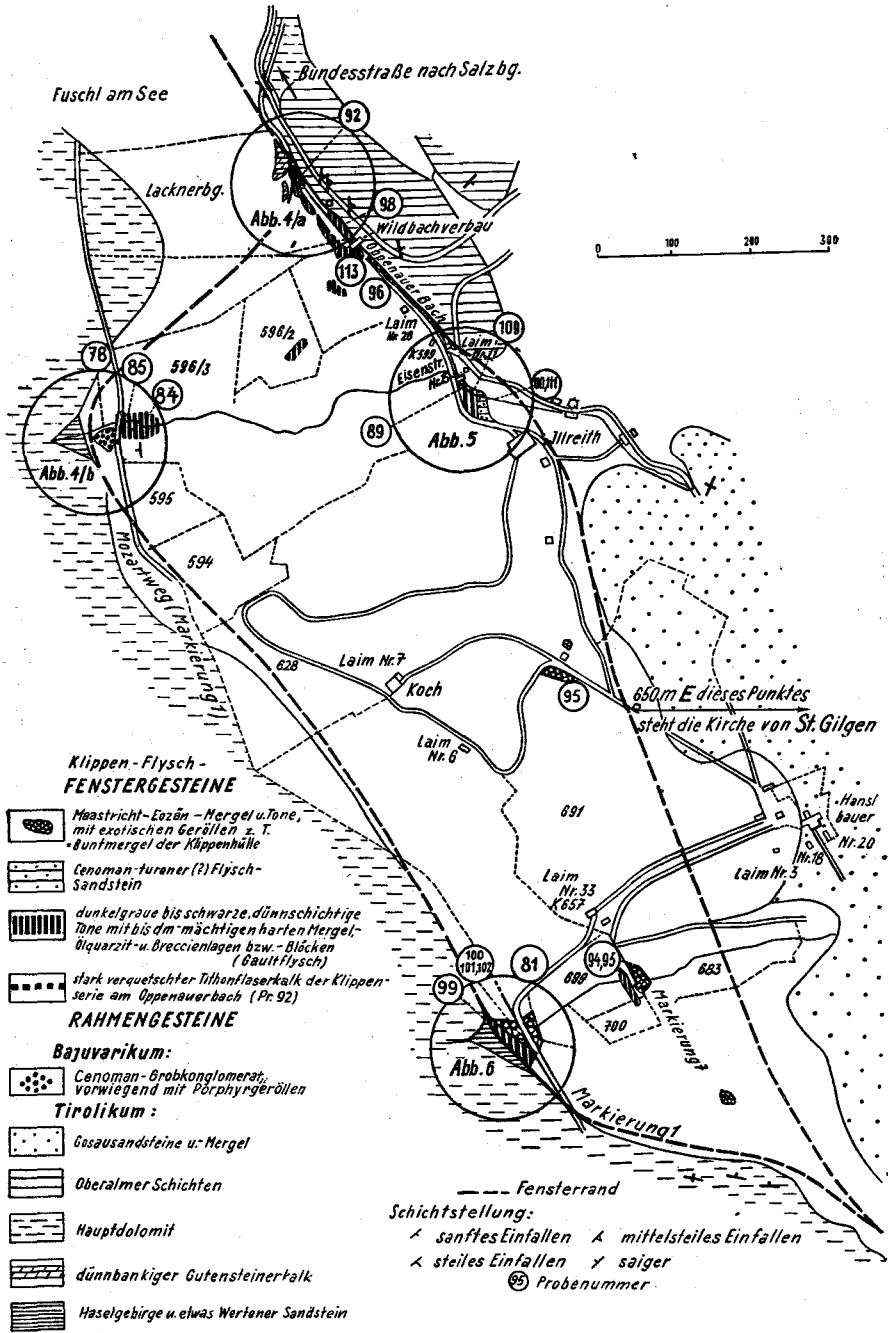 Bundesstraße nach Salzbg.
Fuschl am See
92
Lacknerbg.
Abb. 4/a
98
Wildbachverbau
0 100 200 300
113
Oppenauer Bach
96
Laim
Nr. 28
109
596/2
K599
Laim
78
85
596/3
Eisenstr.
84
89
Abb. 5
Illreith
Abb. 4/b
595
594
Mozartweg (Markierung 1)
628
Laim Nr. 7
Koch
95
650 m E dieses Punktes
steht die Kirche von St. Gilgen
Laim
Nr. 6
691
Hansl
bauer
Nr. 20
Nr. 18
Laim Nr. 3
Laim
Nr. 33
K657
100
101,102
81
94,95
99
689
683
700
Markierung 7
Abb. 6
Markierung 1
Klippen-Flysch-
FENSTERGESTEINE
Maastricht-Eozän-Mergel u. Tone,
mit exotischen Geröllen z. T.
=Buntmergel der Klippenhülle
Cenoman-turoner (?) Flysch-
Sandstein
dunkelgraue bis schwarze, dünnschichtige
Tone mit bis dm-mächtigen harten Mergel,-
Ölquarzit- u. Breccienlagen bzw.-Blöcken
(Gaultflysch)
stark verquetschter Tithonflaserkalk der Klippen-
serie am Oppenauerbach (Pr. 92)
RAHMENGESTEINE
Bajuvarikum:
Cenoman-Grobkonglomerat,
vorwiegend mit Porphyrgeröllen
Tirolikum:
Gosausandsteine u.-Mergel
Oberalmer Schichten
Hauptdolomit
dünnbankiger Gutensteinerkalk
Haselgebirge u. etwas Werfener Sandstein
Fensterrand
Schichtstellung:
sanftes Einfallen mittelsteiles Einfallen
steiles Einfallen saiger
95 Probenummer